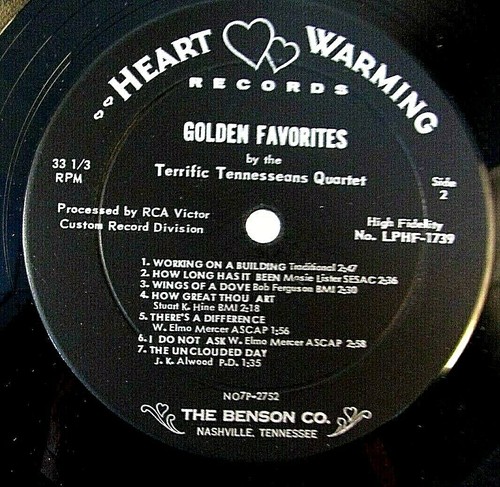 HEART WARMING
RECORDS
GOLDEN FAVORITES
by the
Terrific Tennesseans Quartet
33 1/3
RPM
Side
2
Processed by RCA Victor
Custom Record Division
High Fidelity
No. LPHF-1739
1. WORKING ON A BUILDING Traditional 2:47
2. HOW LONG HAS IT BEEN Mosie Lister SESAC 2:36
3. WINGS OF A DOVE Bob Ferguson BMI 2:30
4. HOW GREAT THOU ART
Stuart K. Hine BMI 2:18
5. THERE'S A DIFFERENCE
W. Elmo Mercer ASCAP 1:56
6. I DO NOT ASK W. Elmo Mercer ASCAP 2:58
7. THE UNCLOUDED DAY
J. K. Alwood P.D. 1:35
NO7P-2752
THE BENSON CO.
NASHVILLE, TENNESSEE